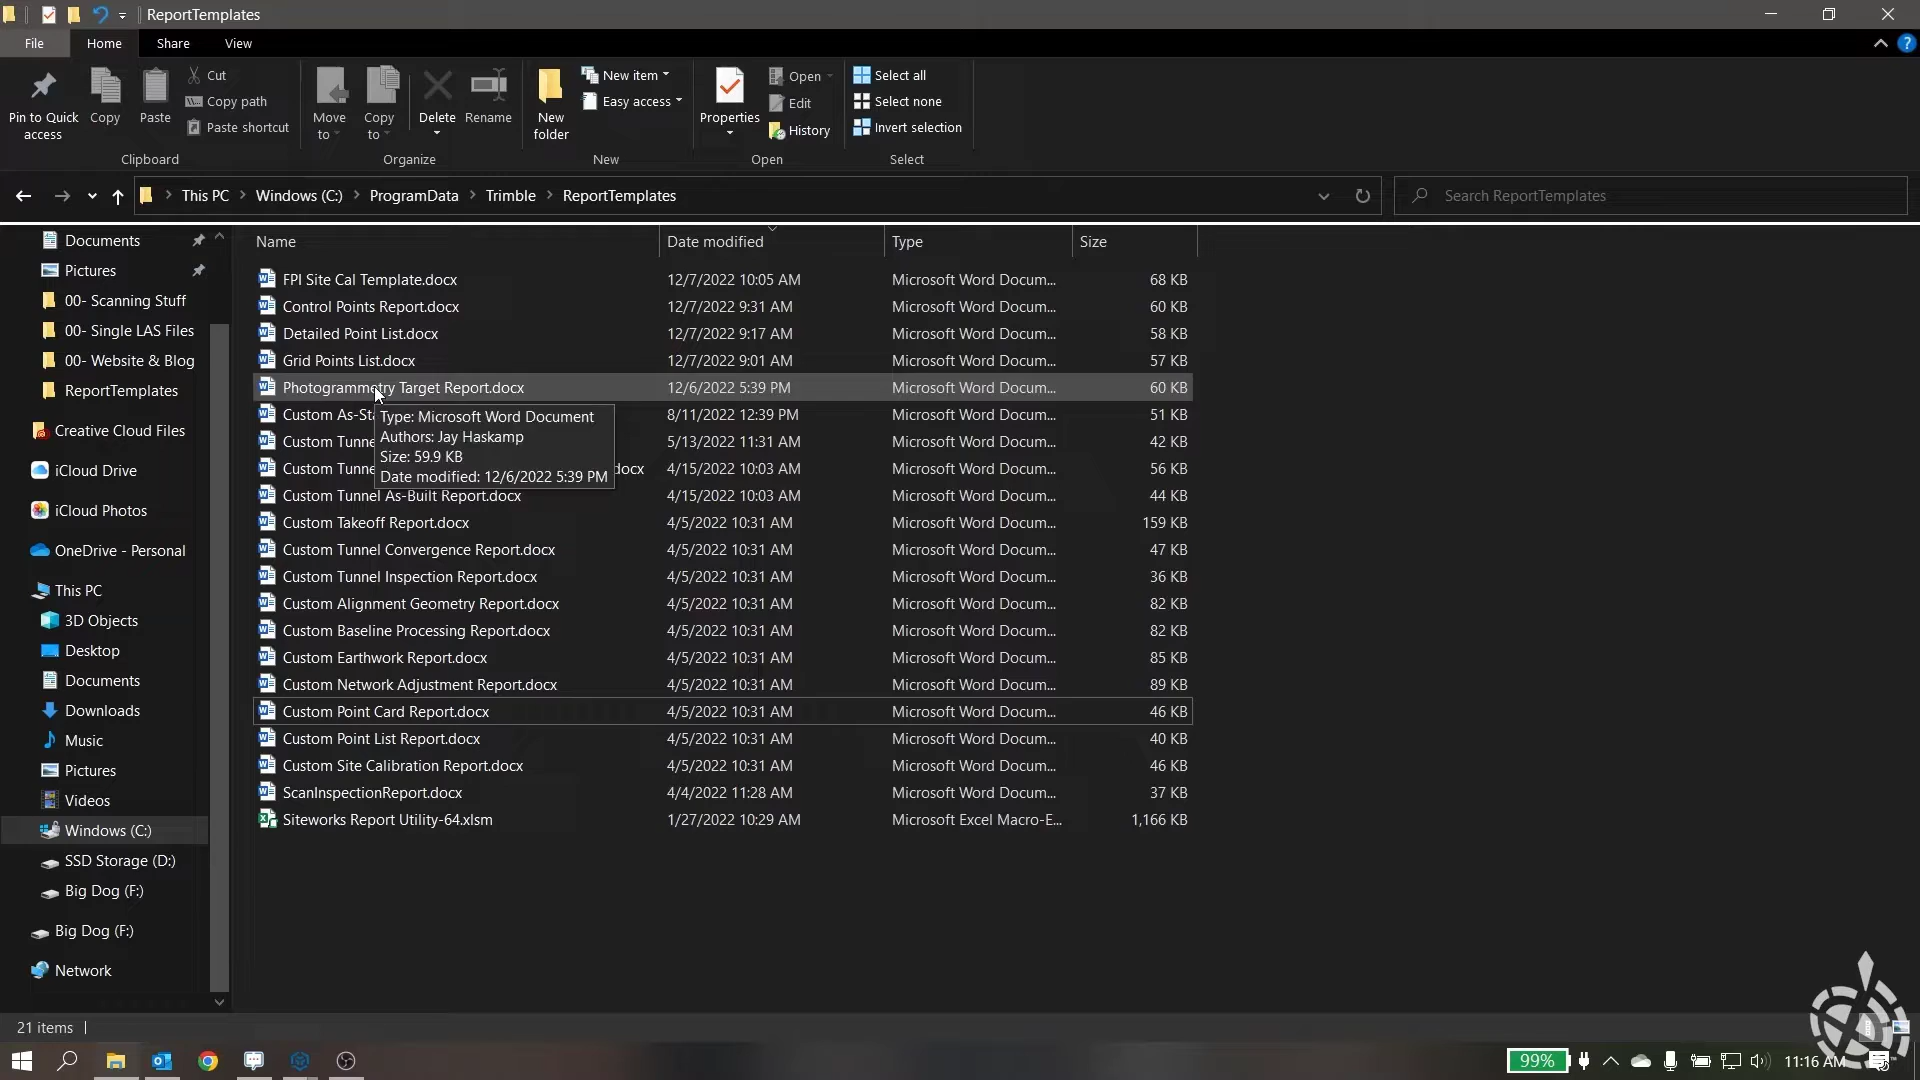 ReportTemplates
File Home Share View
Pin to Quick access
Copy
Paste
Cut
Copy path
Paste shortcut
Clipboard
Move to
Copy to
Delete
Rename
Organize
New folder
New item
Easy access
New
Properties
Open
Edit
History
Open
Select all
Select none
Invert selection
Select
This PC > Windows (C:) > ProgramData > Trimble > ReportTemplates
Search ReportTemplates
Documents
Pictures
00- Scanning Stuff
00- Single LAS Files
00- Website & Blog
ReportTemplates
Creative Cloud Files
iCloud Drive
iCloud Photos
OneDrive - Personal
This PC
3D Objects
Desktop
Documents
Downloads
Music
Pictures
Videos
Windows (C:)
SSD Storage (D:)
Big Dog (F:)
Big Dog (F:)
Network
Name Date modified Type Size
FPI Site Cal Template.docx 12/7/2022 10:05 AM Microsoft Word Docum... 68 KB
Control Points Report.docx 12/7/2022 9:31 AM Microsoft Word Docum... 60 KB
Detailed Point List.docx 12/7/2022 9:17 AM Microsoft Word Docum... 58 KB
Grid Points List.docx 12/7/2022 9:01 AM Microsoft Word Docum... 57 KB
Photogrammetry Target Report.docx 12/6/2022 5:39 PM Microsoft Word Docum... 60 KB
Custom As-Sta 8/11/2022 12:39 PM Microsoft Word Docum... 51 KB
Custom Tunne 5/13/2022 11:31 AM Microsoft Word Docum... 42 KB
Custom Tunne docx 4/15/2022 10:03 AM Microsoft Word Docum... 56 KB
Custom Tunnel As-Built Report.docx 4/15/2022 10:03 AM Microsoft Word Docum... 44 KB
Custom Takeoff Report.docx 4/5/2022 10:31 AM Microsoft Word Docum... 159 KB
Custom Tunnel Convergence Report.docx 4/5/2022 10:31 AM Microsoft Word Docum... 47 KB
Custom Tunnel Inspection Report.docx 4/5/2022 10:31 AM Microsoft Word Docum... 36 KB
Custom Alignment Geometry Report.docx 4/5/2022 10:31 AM Microsoft Word Docum... 82 KB
Custom Baseline Processing Report.docx 4/5/2022 10:31 AM Microsoft Word Docum... 82 KB
Custom Earthwork Report.docx 4/5/2022 10:31 AM Microsoft Word Docum... 85 KB
Custom Network Adjustment Report.docx 4/5/2022 10:31 AM Microsoft Word Docum... 89 KB
Custom Point Card Report.docx 4/5/2022 10:31 AM Microsoft Word Docum... 46 KB
Custom Point List Report.docx 4/5/2022 10:31 AM Microsoft Word Docum... 40 KB
Custom Site Calibration Report.docx 4/5/2022 10:31 AM Microsoft Word Docum... 46 KB
ScanInspectionReport.docx 4/4/2022 11:28 AM Microsoft Word Docum... 37 KB
Siteworks Report Utility-64.xlsm 1/27/2022 10:29 AM Microsoft Excel Macro-E... 1,166 KB
Type: Microsoft Word Document
Authors: Jay Haskamp
Size: 59.9 KB
Date modified: 12/6/2022 5:39 PM
21 items
99%
11:16 AM